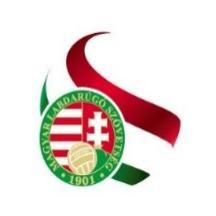 MAGYAR LABDARÚGÓ SZÖVETSÉG
• 1901 •